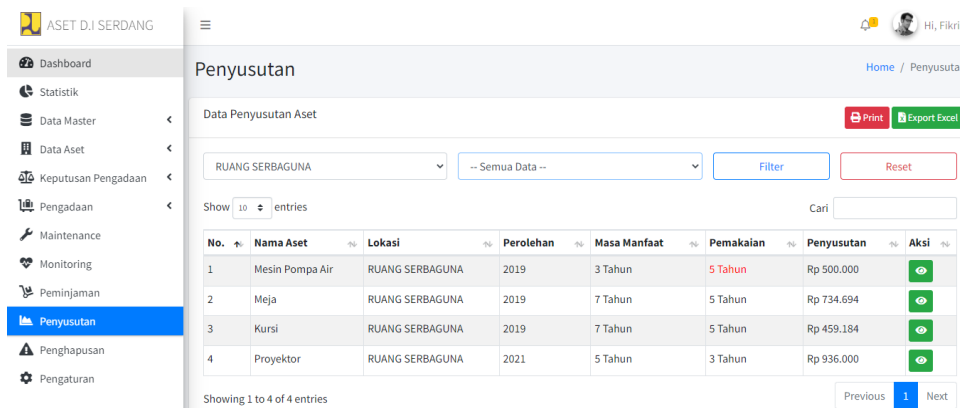 ASET D.I SERDANG
Hi, Fikri
Dashboard
Statistik
Data Master
Data Aset
Keputusan Pengadaan
Pengadaan
Maintenance
Monitoring
Peminjaman
Penyusutan
Penghapusan
Pengaturan
Penyusutan
Home / Penyusuta
Data Penyusutan Aset
Print Export Excel
RUANG SERBAGUNA -- Semua Data -- Filter Reset
Show 10 entries Cari
No. Nama Aset Lokasi Perolehan Masa Manfaat Pemakaian Penyusutan Aksi
1 Mesin Pompa Air RUANG SERBAGUNA 2019 3 Tahun 5 Tahun Rp 500.000
2 Meja RUANG SERBAGUNA 2019 7 Tahun 5 Tahun Rp 734.694
3 Kursi RUANG SERBAGUNA 2019 7 Tahun 5 Tahun Rp 459.184
4 Proyektor RUANG SERBAGUNA 2021 5 Tahun 3 Tahun Rp 936.000
Showing 1 to 4 of 4 entries
Previous 1 Next